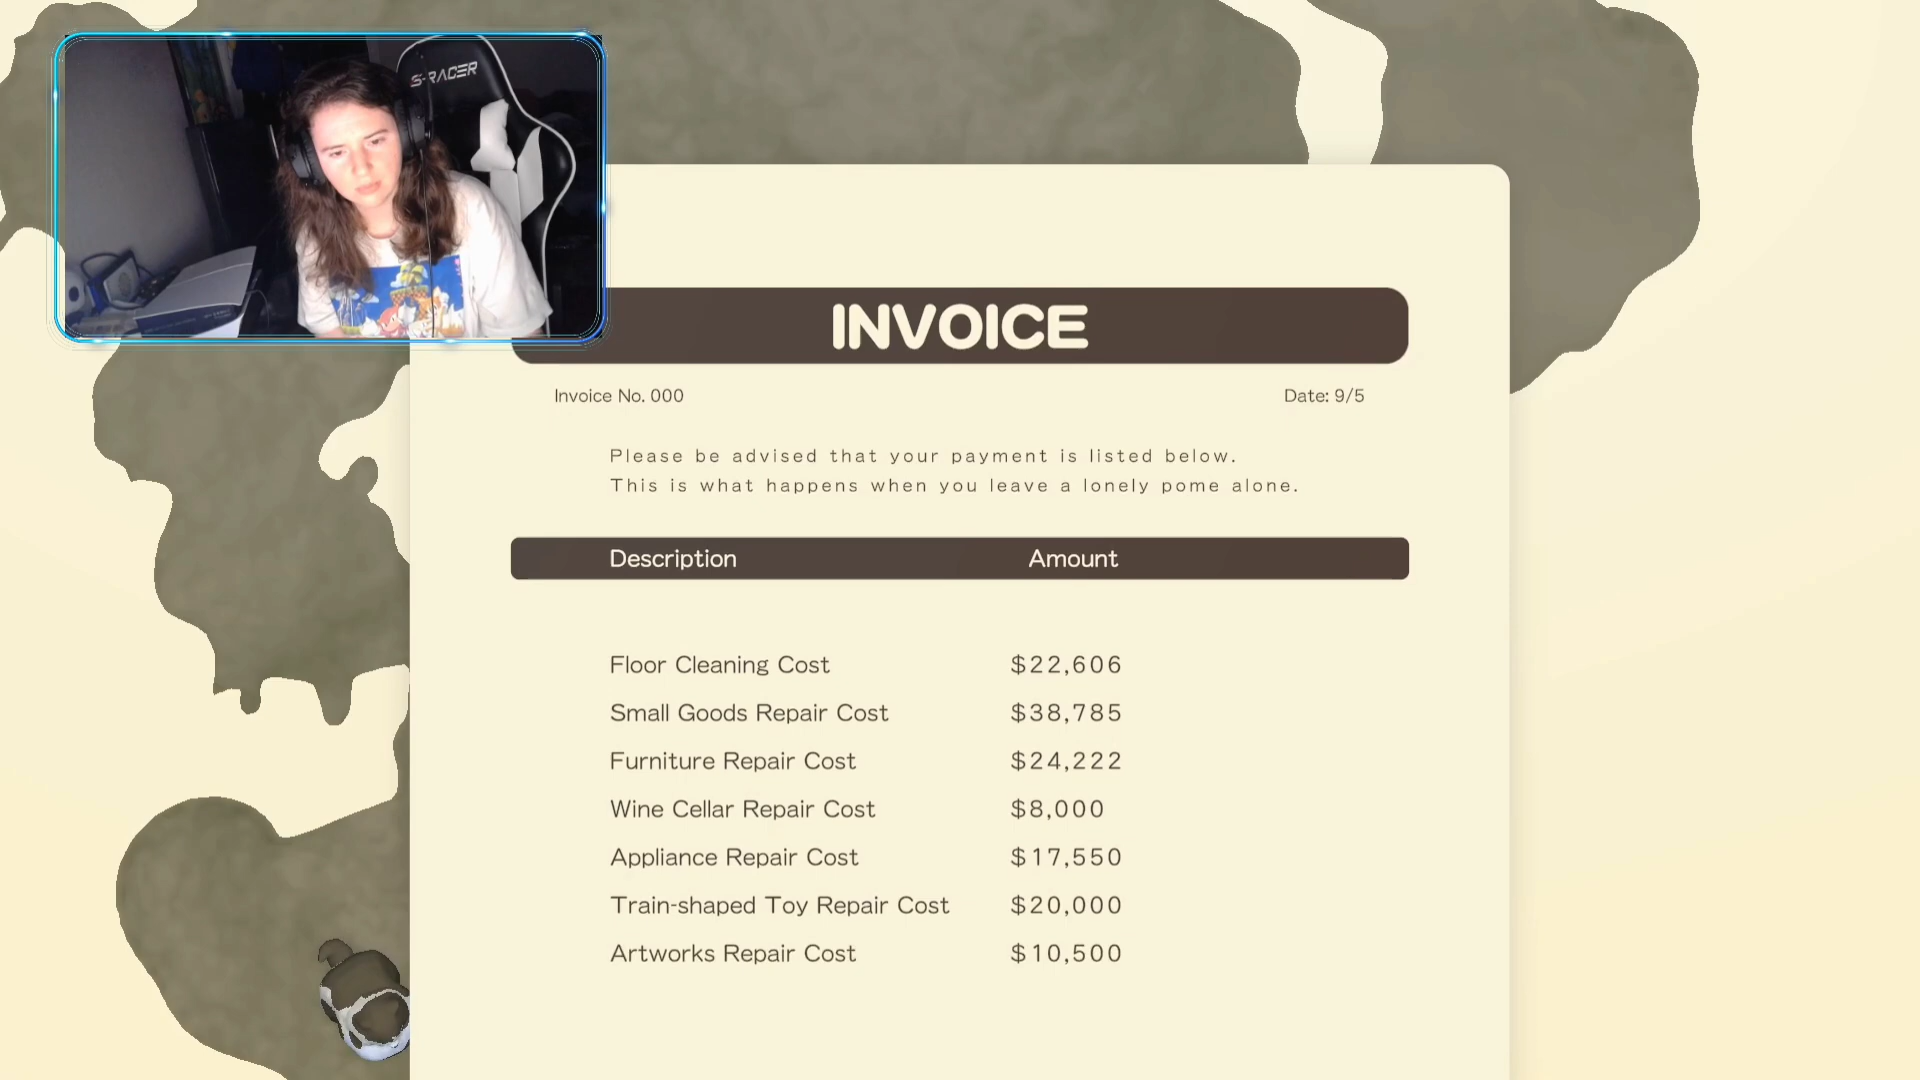 S-RACER
INVOICE
Invoice No. 000
Date: 9/5
Please be advised that your payment is listed below.
This is what happens when you leave a lonely pome alone.
Description Amount
Floor Cleaning Cost $22,606
Small Goods Repair Cost $38,785
Furniture Repair Cost $24,222
Wine Cellar Repair Cost $8,000
Appliance Repair Cost $17,550
Train-shaped Toy Repair Cost $20,000
Artworks Repair Cost $10,500